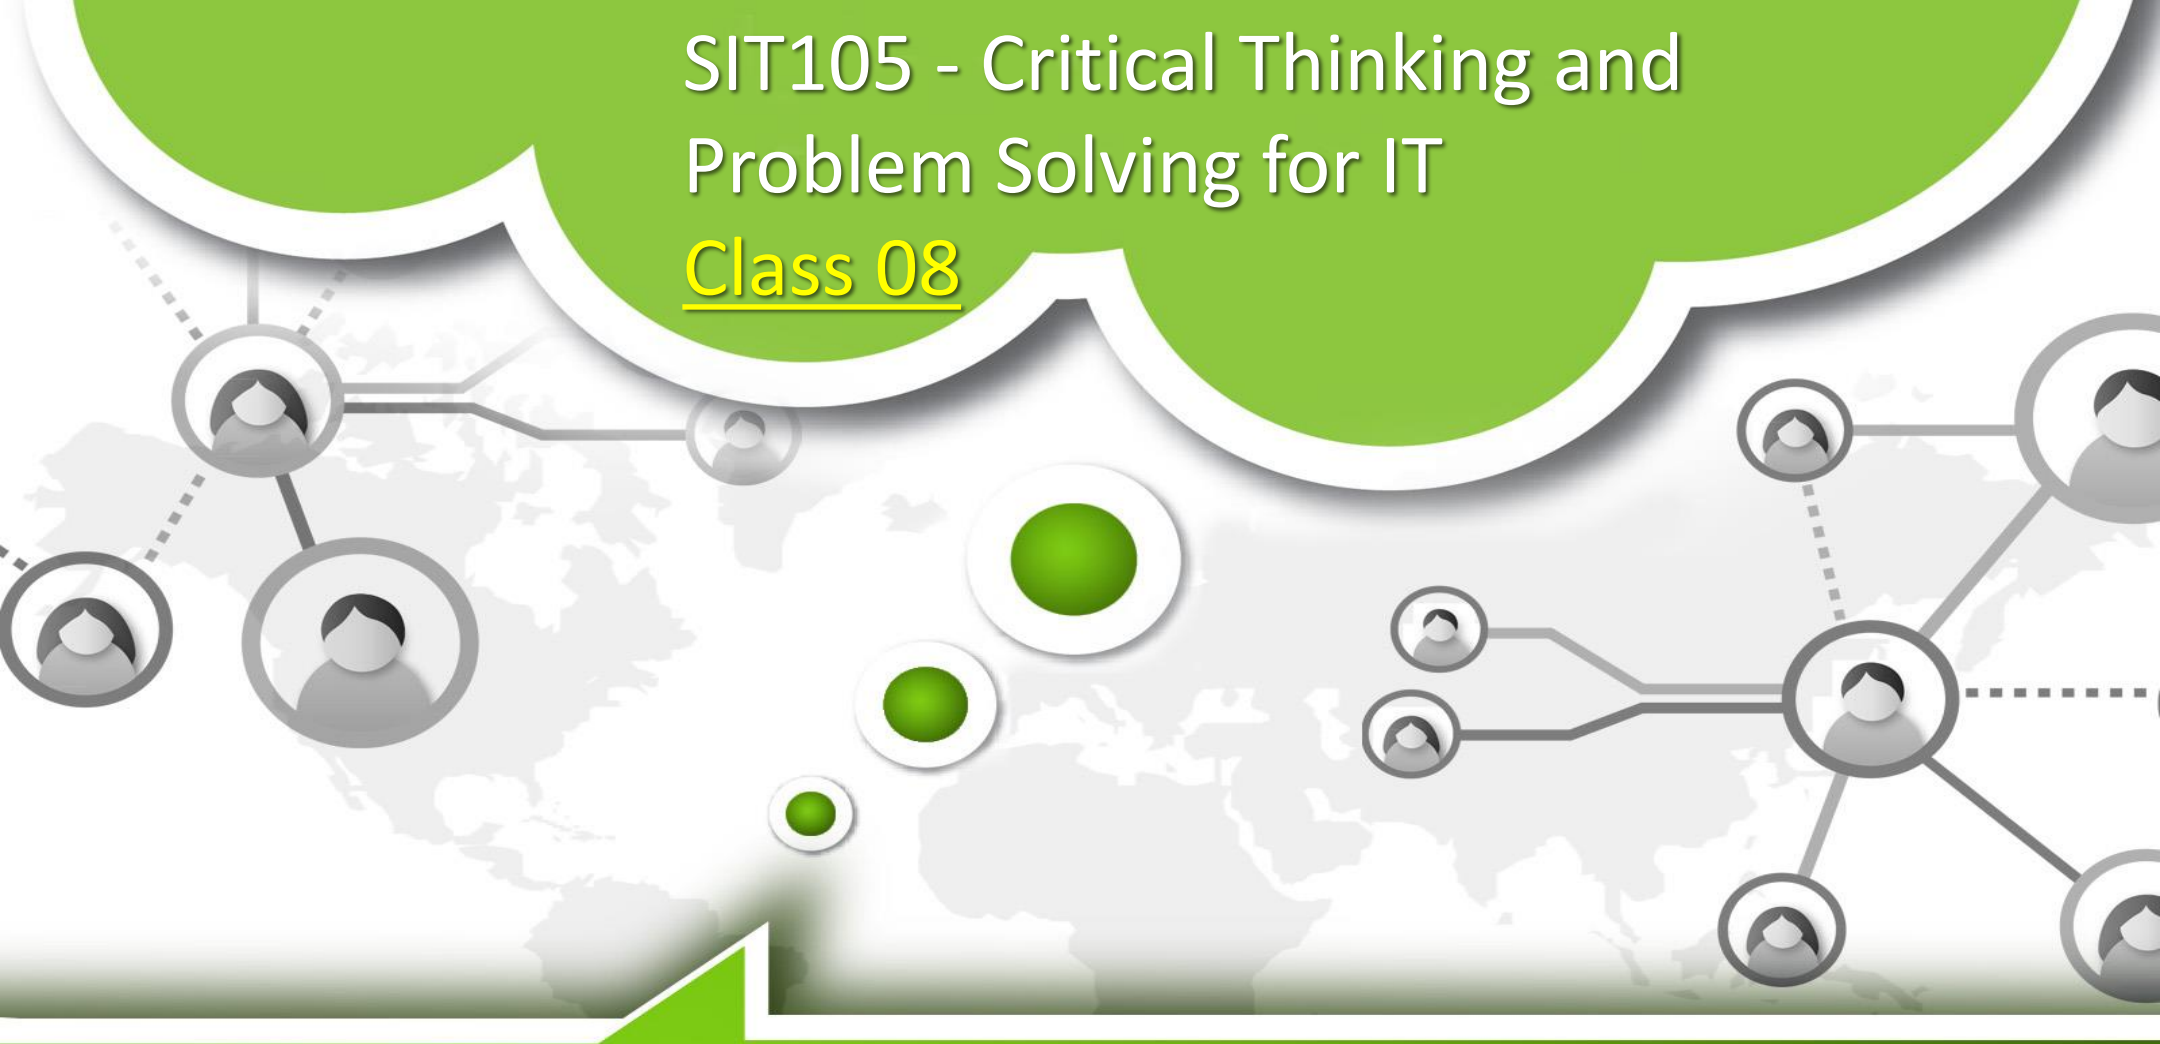 SIT105 - Critical Thinking and
Problem Solving for IT
Class 08